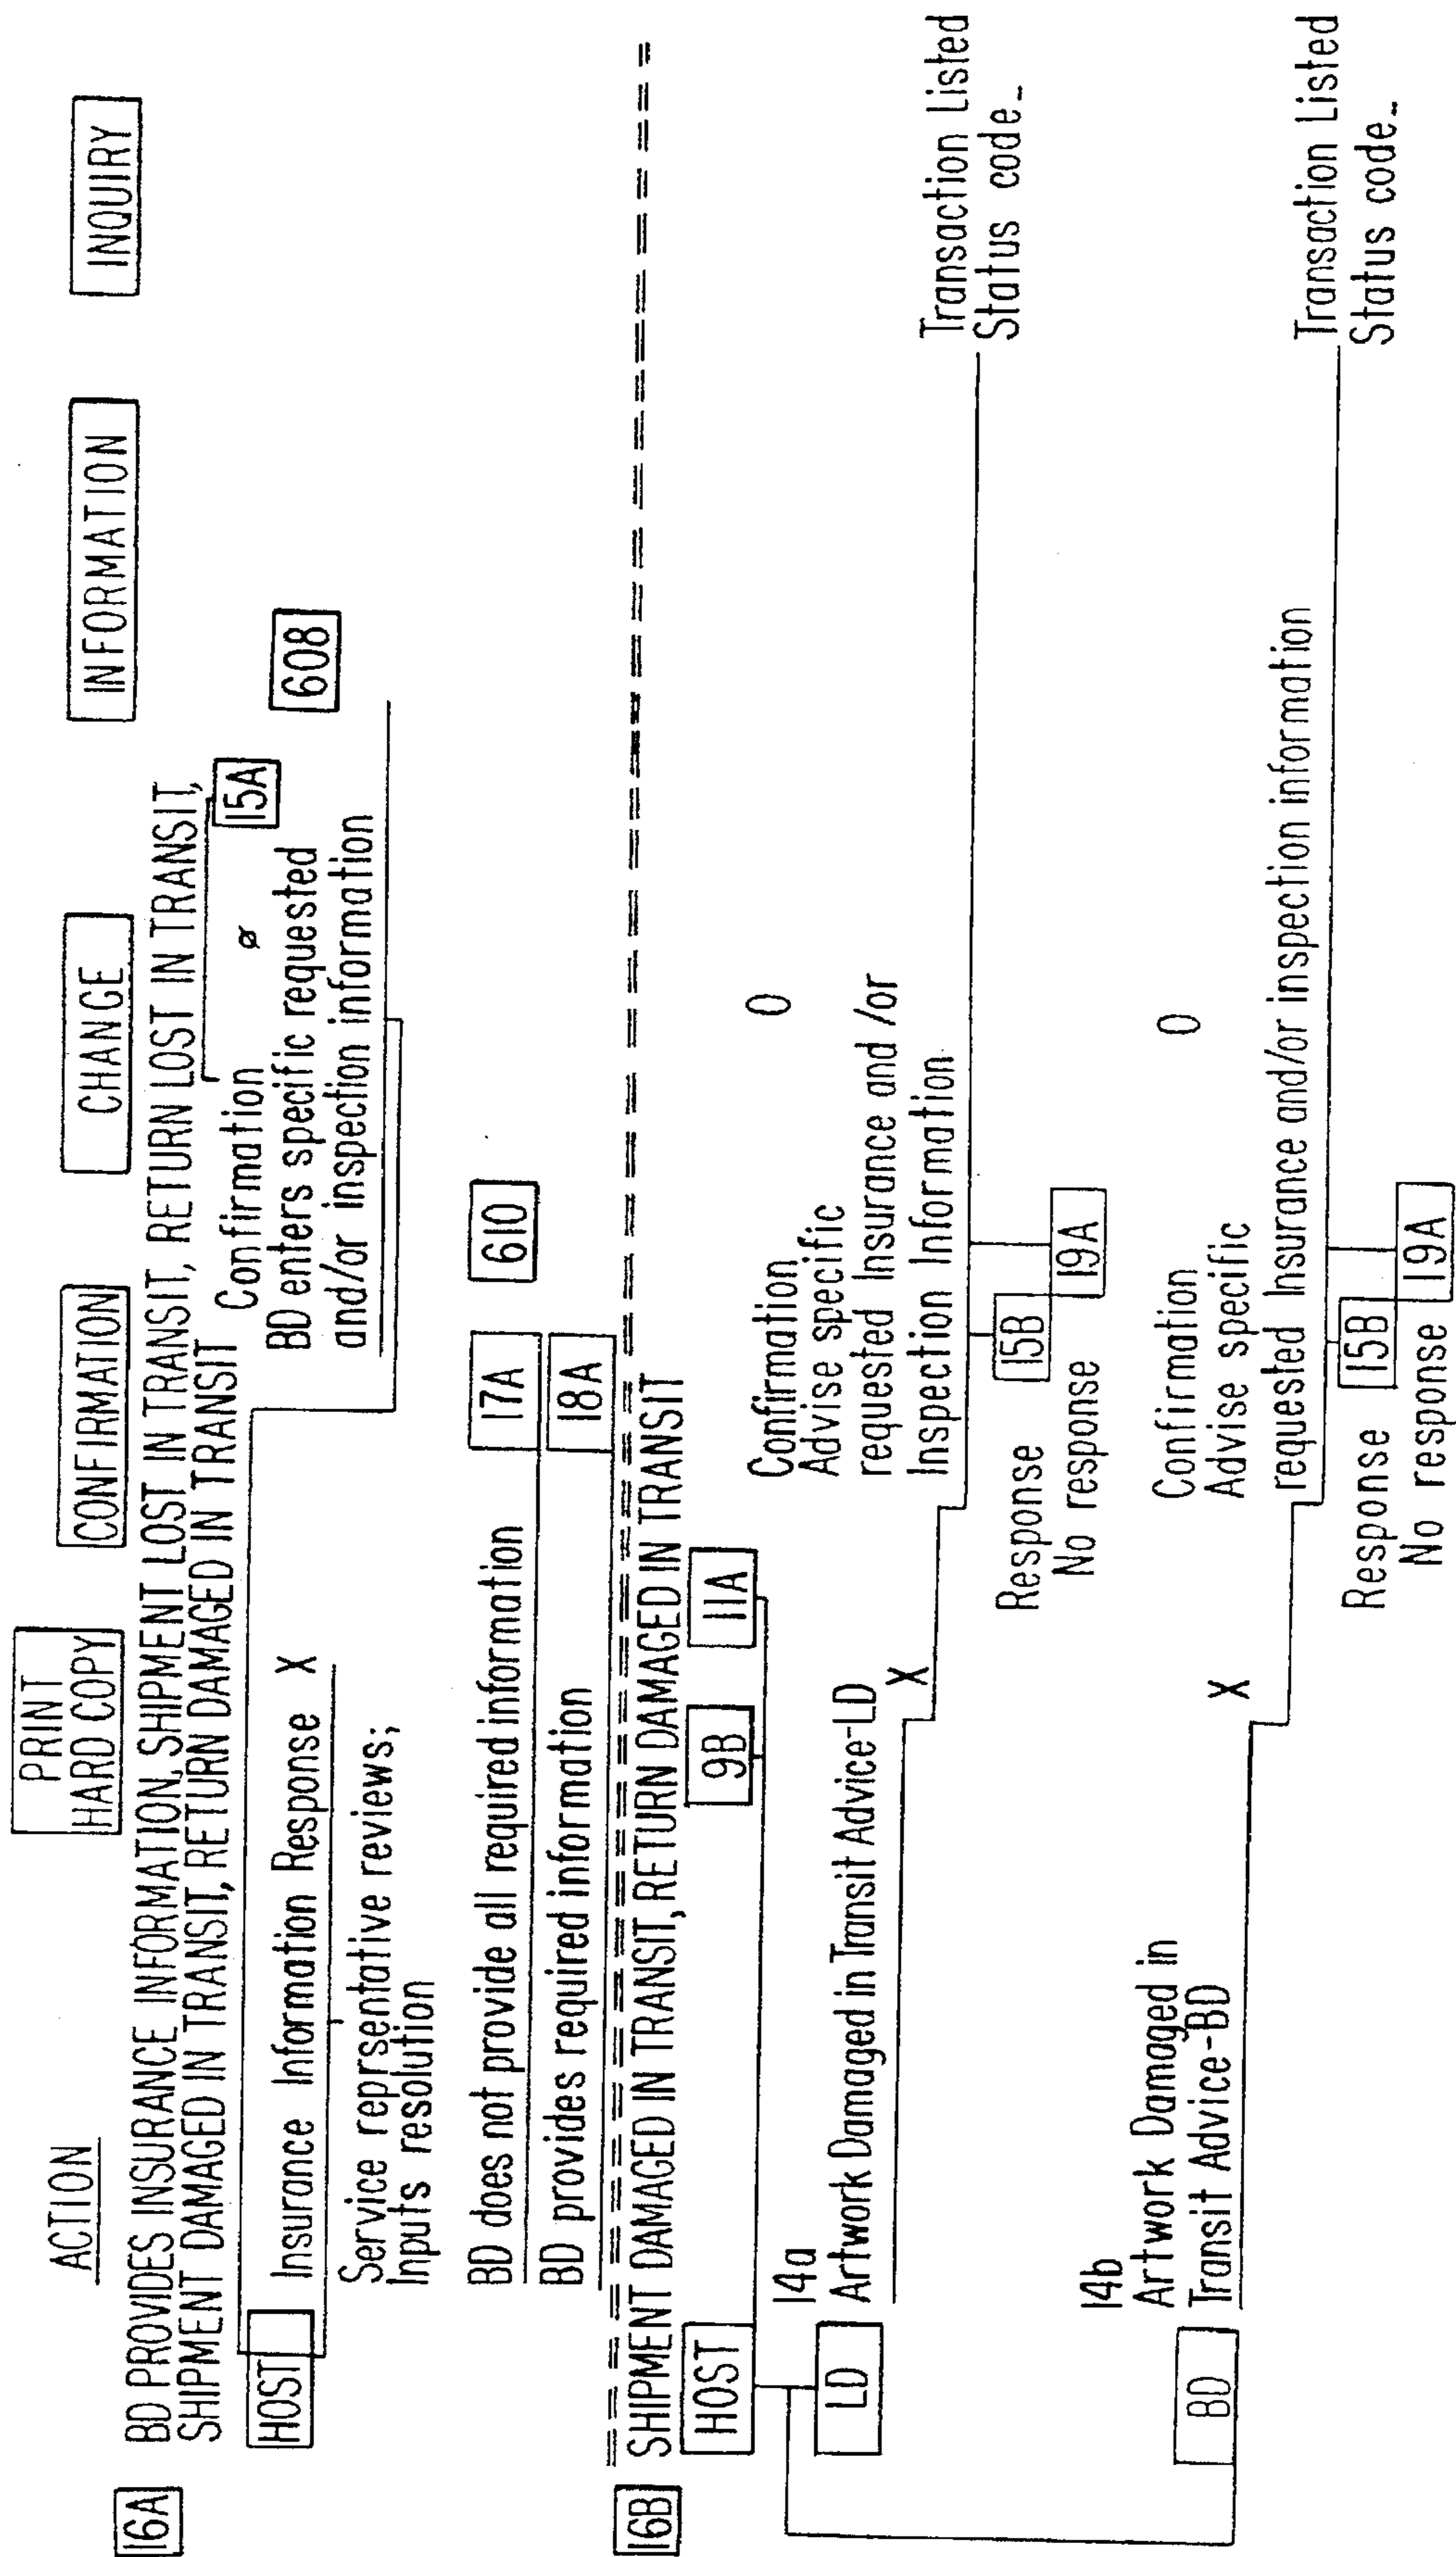 ACTION
PRINT
HARD COPY
CONFIRMATION
CHANGE
INFORMATION
INQUIRY
16A
BD PROVIDES INSURANCE INFORMATION, SHIPMENT LOST IN TRANSIT, RETURN LOST IN TRANSIT,
SHIPMENT DAMAGED IN TRANSIT, RETURN DAMAGED IN TRANSIT
HOST
Insurance Information Response X
Confirmation
15A
ø
BD enters specific requested
and/or inspection information
608
Service reprsentative reviews;
Inputs resolution
BD does not provide all required information
17A
610
BD provides required information
18A
16B
SHIPMENT DAMAGED IN TRANSIT, RETURN DAMAGED IN TRANSIT
HOST
9B
11A
14a
LD
Artwork Damaged in Transit Advice-LD
X
Confirmation
O
Advise specific
requested Insurance and /or
Inspection Information
Transaction Listed
Status code_
Response
15B
No response
19A
14b
BD
Artwork Damaged in
Transit Advice-BD
X
Confirmation
O
Advise specific
requested Insurance and/or inspection information
Transaction Listed
Status code_
Response
15B
No response
19A